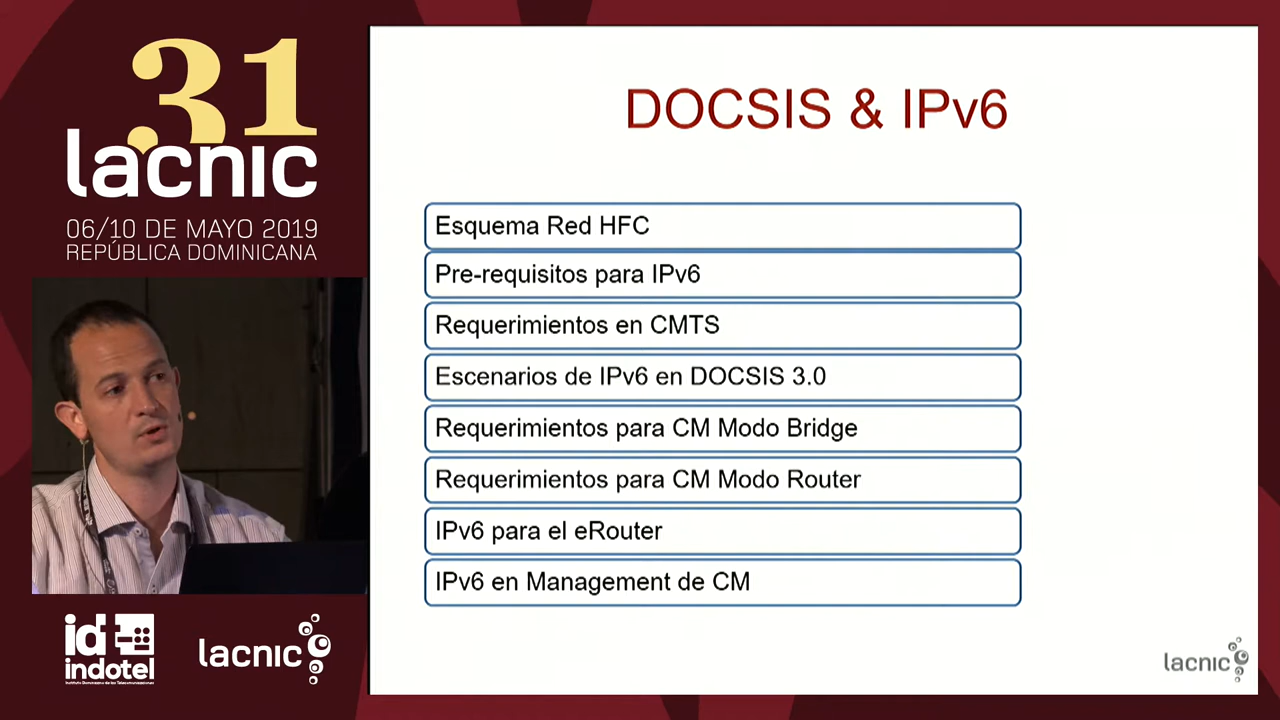 31
lacnic
06/10 DE MAYO 2019
REPÚBLICA DOMINICANA
DOCSIS & IPv6
Esquema Red HFC
Pre-requisitos para IPv6
Requerimientos en CMTS
Escenarios de IPv6 en DOCSIS 3.0
Requerimientos para CM Modo Bridge
Requerimientos para CM Modo Router
IPv6 para el eRouter
IPv6 en Management de CM
id
indotel
Instituto Dominicano de las Telecomunicaciones
lacnic
lacnic